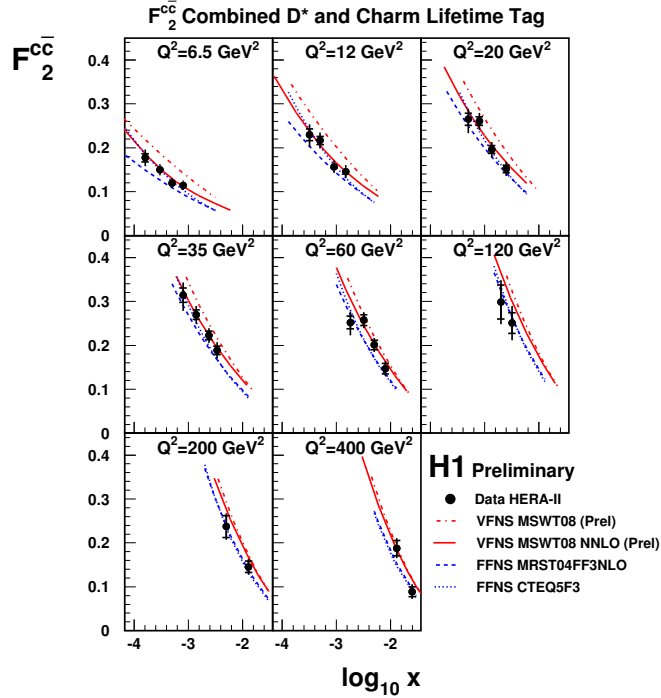 F₂^{cc̄} Combined D* and Charm Lifetime Tag
F₂^{cc̄}
Q²=6.5 GeV² Q²=12 GeV² Q²=20 GeV²
0.4
0.3
0.2
0.1
0
Q²=35 GeV² Q²=60 GeV² Q²=120 GeV²
0.4
0.3
0.2
0.1
0
Q²=200 GeV² Q²=400 GeV²
0.4
0.3
0.2
0.1
0
H1 Preliminary
Data HERA-II
VFNS MSWT08 (Prel)
VFNS MSWT08 NNLO (Prel)
FFNS MRST04FF3NLO
FFNS CTEQ5F3
-4 -3 -2 -4 -3 -2
log₁₀ x